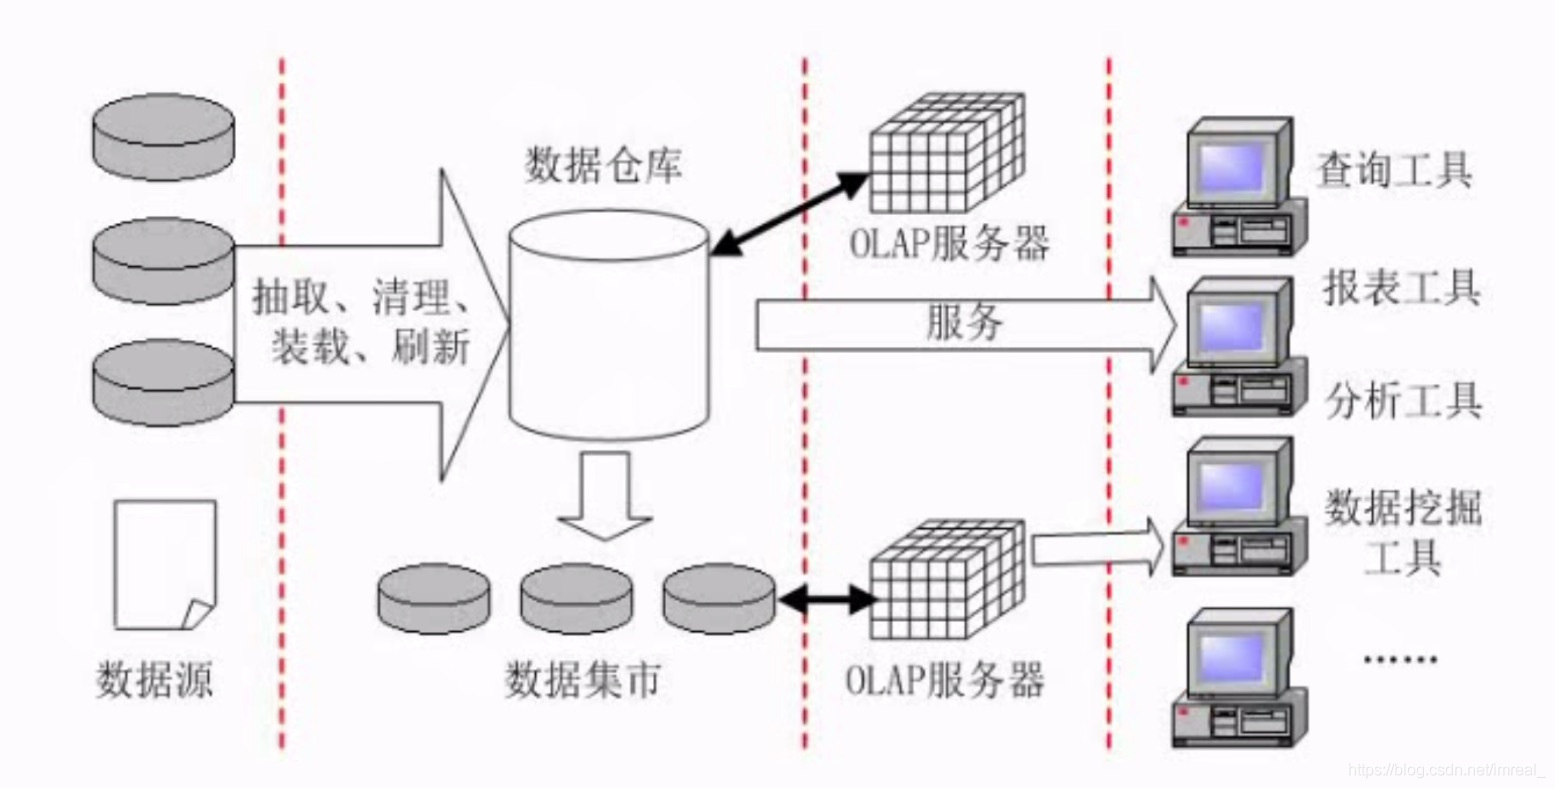 数据仓库
抽取、清理、
装载、刷新
数据源
数据集市
OLAP服务器
服务
OLAP服务器
查询工具
报表工具
分析工具
数据挖掘
工具
……
https://blog.csdn.net/imreal_